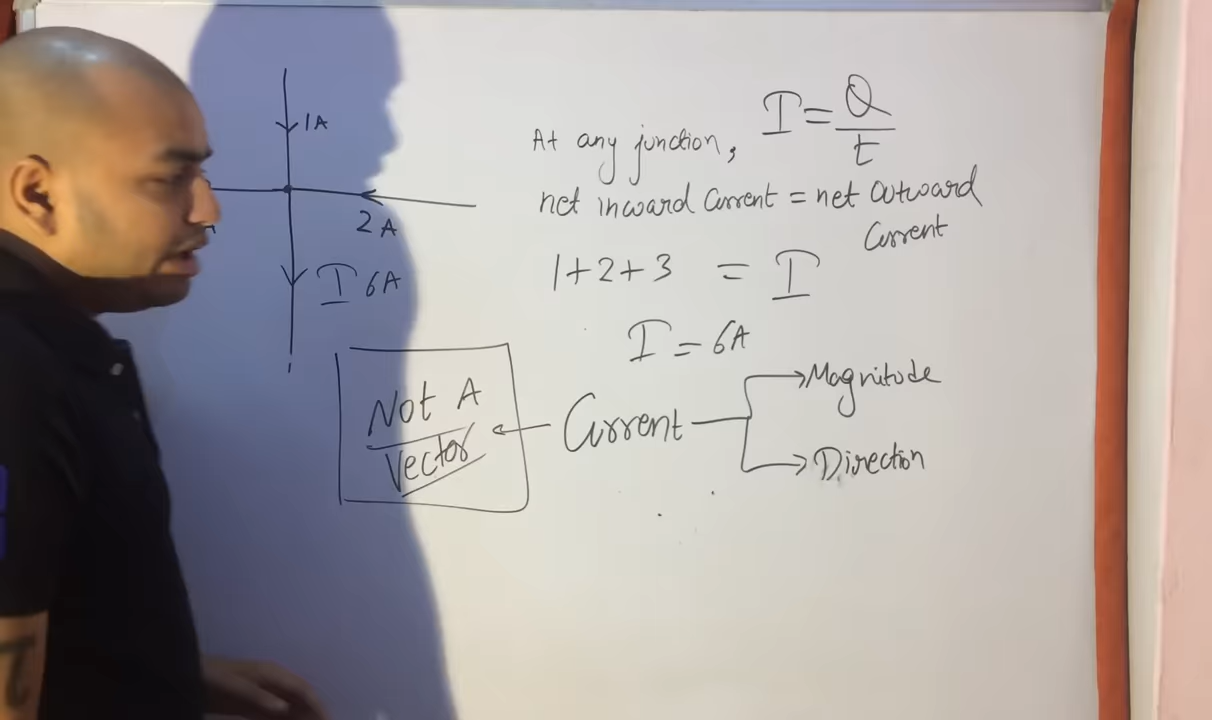 1A
2A
I 6A
At any junction, I = Q/t
net inward current = net outward
current
1+2+3 = I
I = 6A
Not A
Vector
Current
Magnitude
Direction